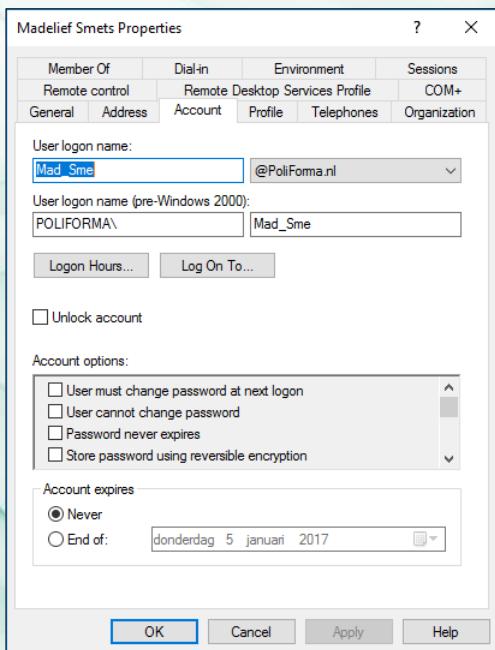 Madelief Smets Properties ? ×
Member Of Dial-in Environment Sessions
Remote control Remote Desktop Services Profile COM+
General Address Account Profile Telephones Organization
User logon name:
Mad_Sme @PoliForma.nl
User logon name (pre-Windows 2000):
POLIFORMA\ Mad_Sme
Logon Hours... Log On To...
Unlock account
Account options:
User must change password at next logon
User cannot change password
Password never expires
Store password using reversible encryption
Account expires
Never
End of: donderdag 5 januari 2017
OK Cancel Apply Help